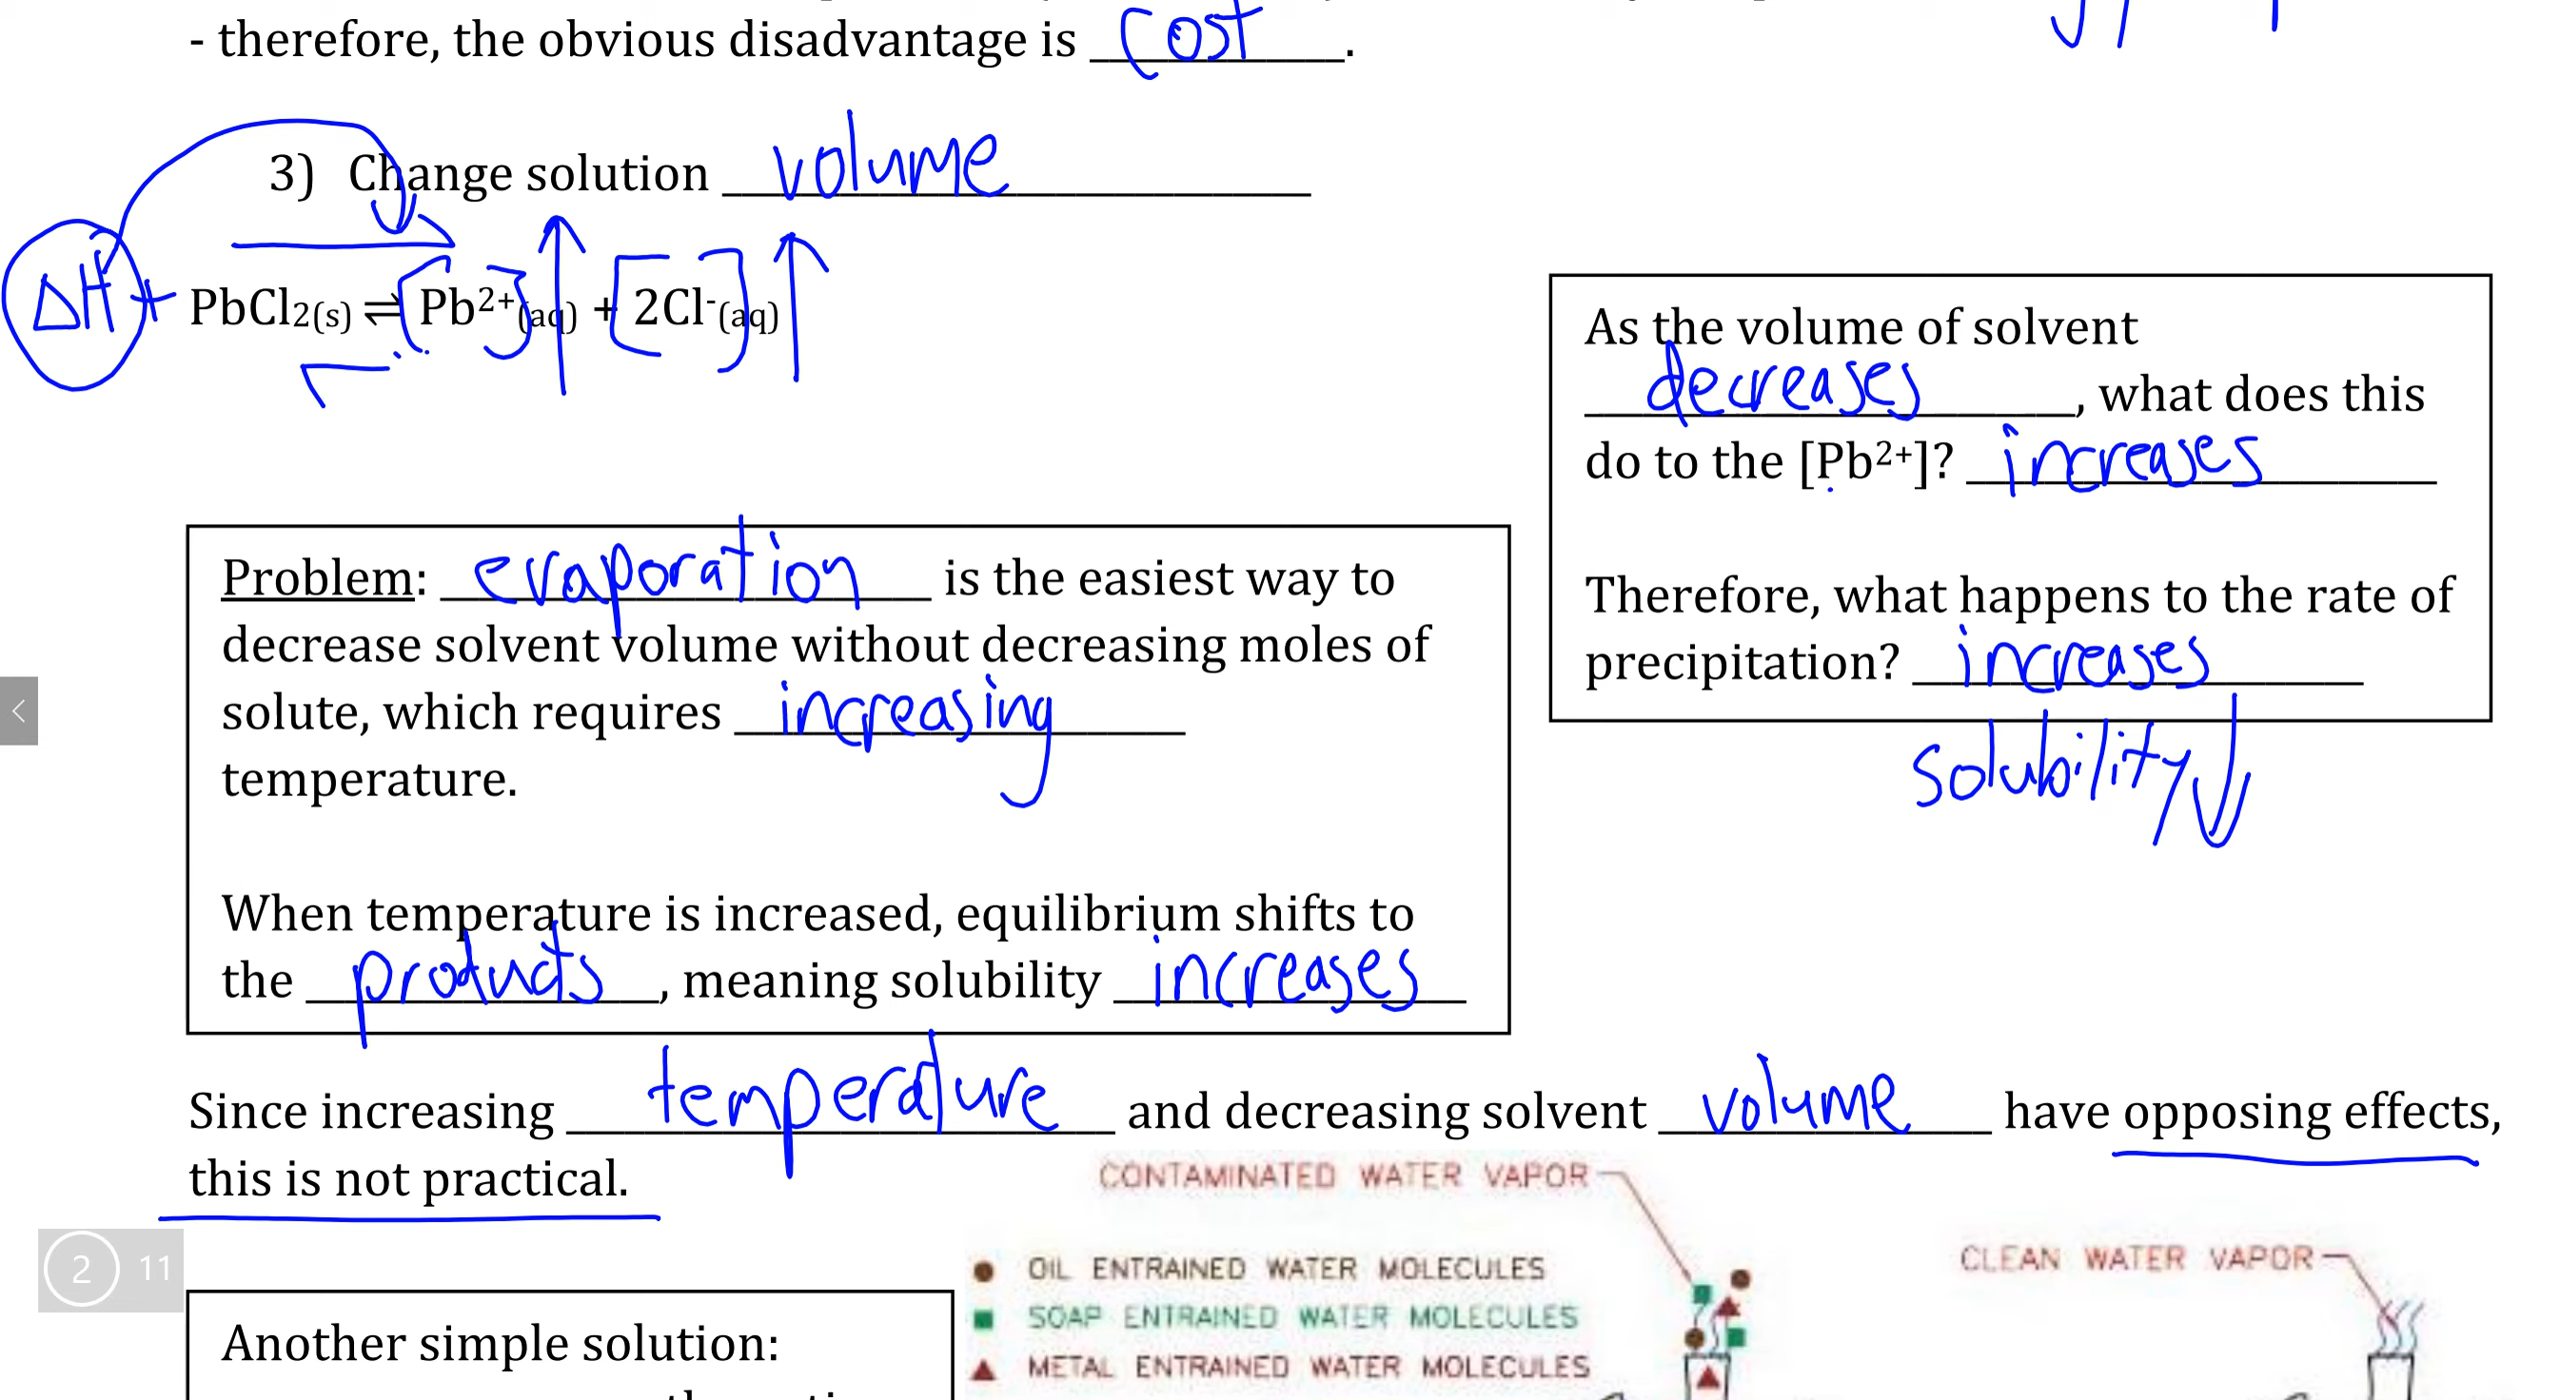 - therefore, the obvious disadvantage is cost.
3) Change solution volume
ΔH + PbCl2(s) ⇌ [Pb2+](aq) + [2Cl-](aq)
As the volume of solvent
decreases, what does this
do to the [Pb2+]? increases
Therefore, what happens to the rate of
precipitation? increases
solubility
Problem: evaporation is the easiest way to
decrease solvent volume without decreasing moles of
solute, which requires increasing
temperature.
When temperature is increased, equilibrium shifts to
the products, meaning solubility increases
Since increasing temperature and decreasing solvent volume have opposing effects,
this is not practical.
2 11
CONTAMINATED WATER VAPOR
OIL ENTRAINED WATER MOLECULES
SOAP ENTRAINED WATER MOLECULES
METAL ENTRAINED WATER MOLECULES
CLEAN WATER VAPOR
Another simple solution: